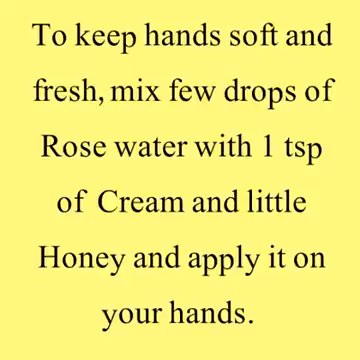 To keep hands soft and
fresh, mix few drops of
Rose water with 1 tsp
of Cream and little
Honey and apply it on
your hands.